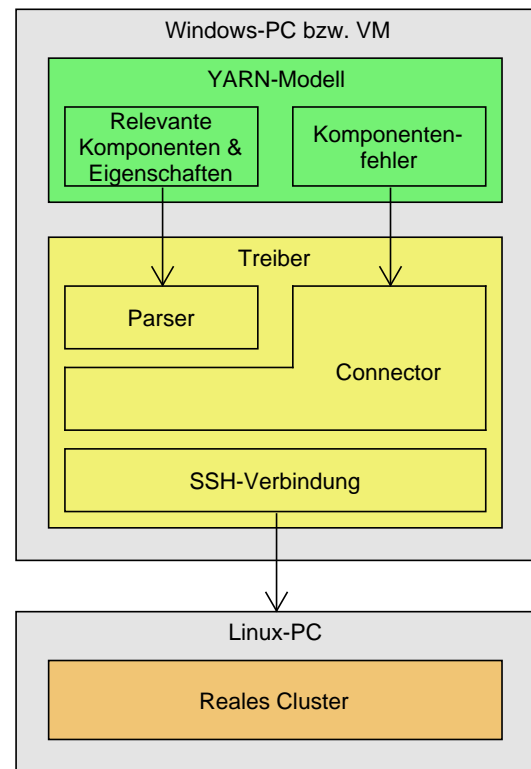 Windows-PC bzw. VM
YARN-Modell
Relevante
Komponenten &
Eigenschaften
Komponenten-
fehler
Treiber
Parser
Connector
SSH-Verbindung
Linux-PC
Reales Cluster